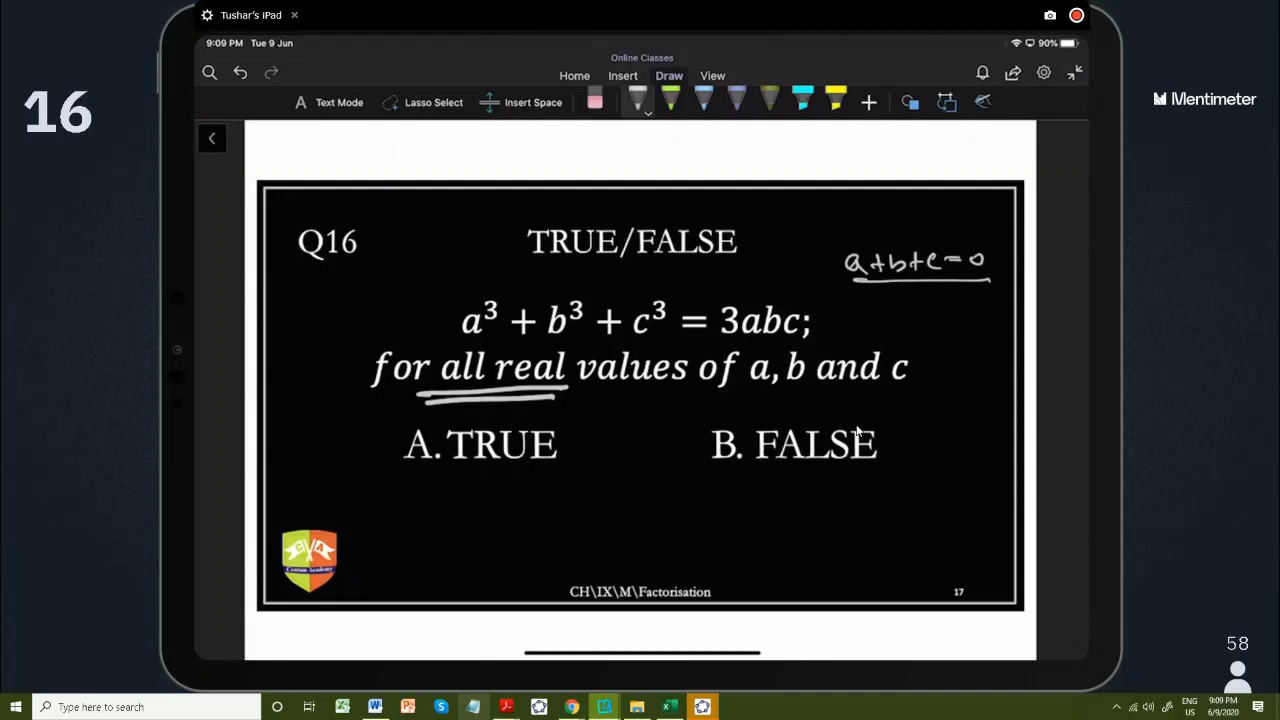 Tushar's iPad
9:09 PM Tue 9 Jun
90%
Online Classes
Home Insert Draw View
Text Mode Lasso Select Insert Space
16
Mentimeter
Q16
TRUE/FALSE
a+b+c=0
a³ + b³ + c³ = 3abc;
for all real values of a, b and c
A. TRUE
B. FALSE
Centum Academy
CH\IX\M\Factorisation
17
58
Type here to search
ENG
US
9:09 PM
6/9/2020